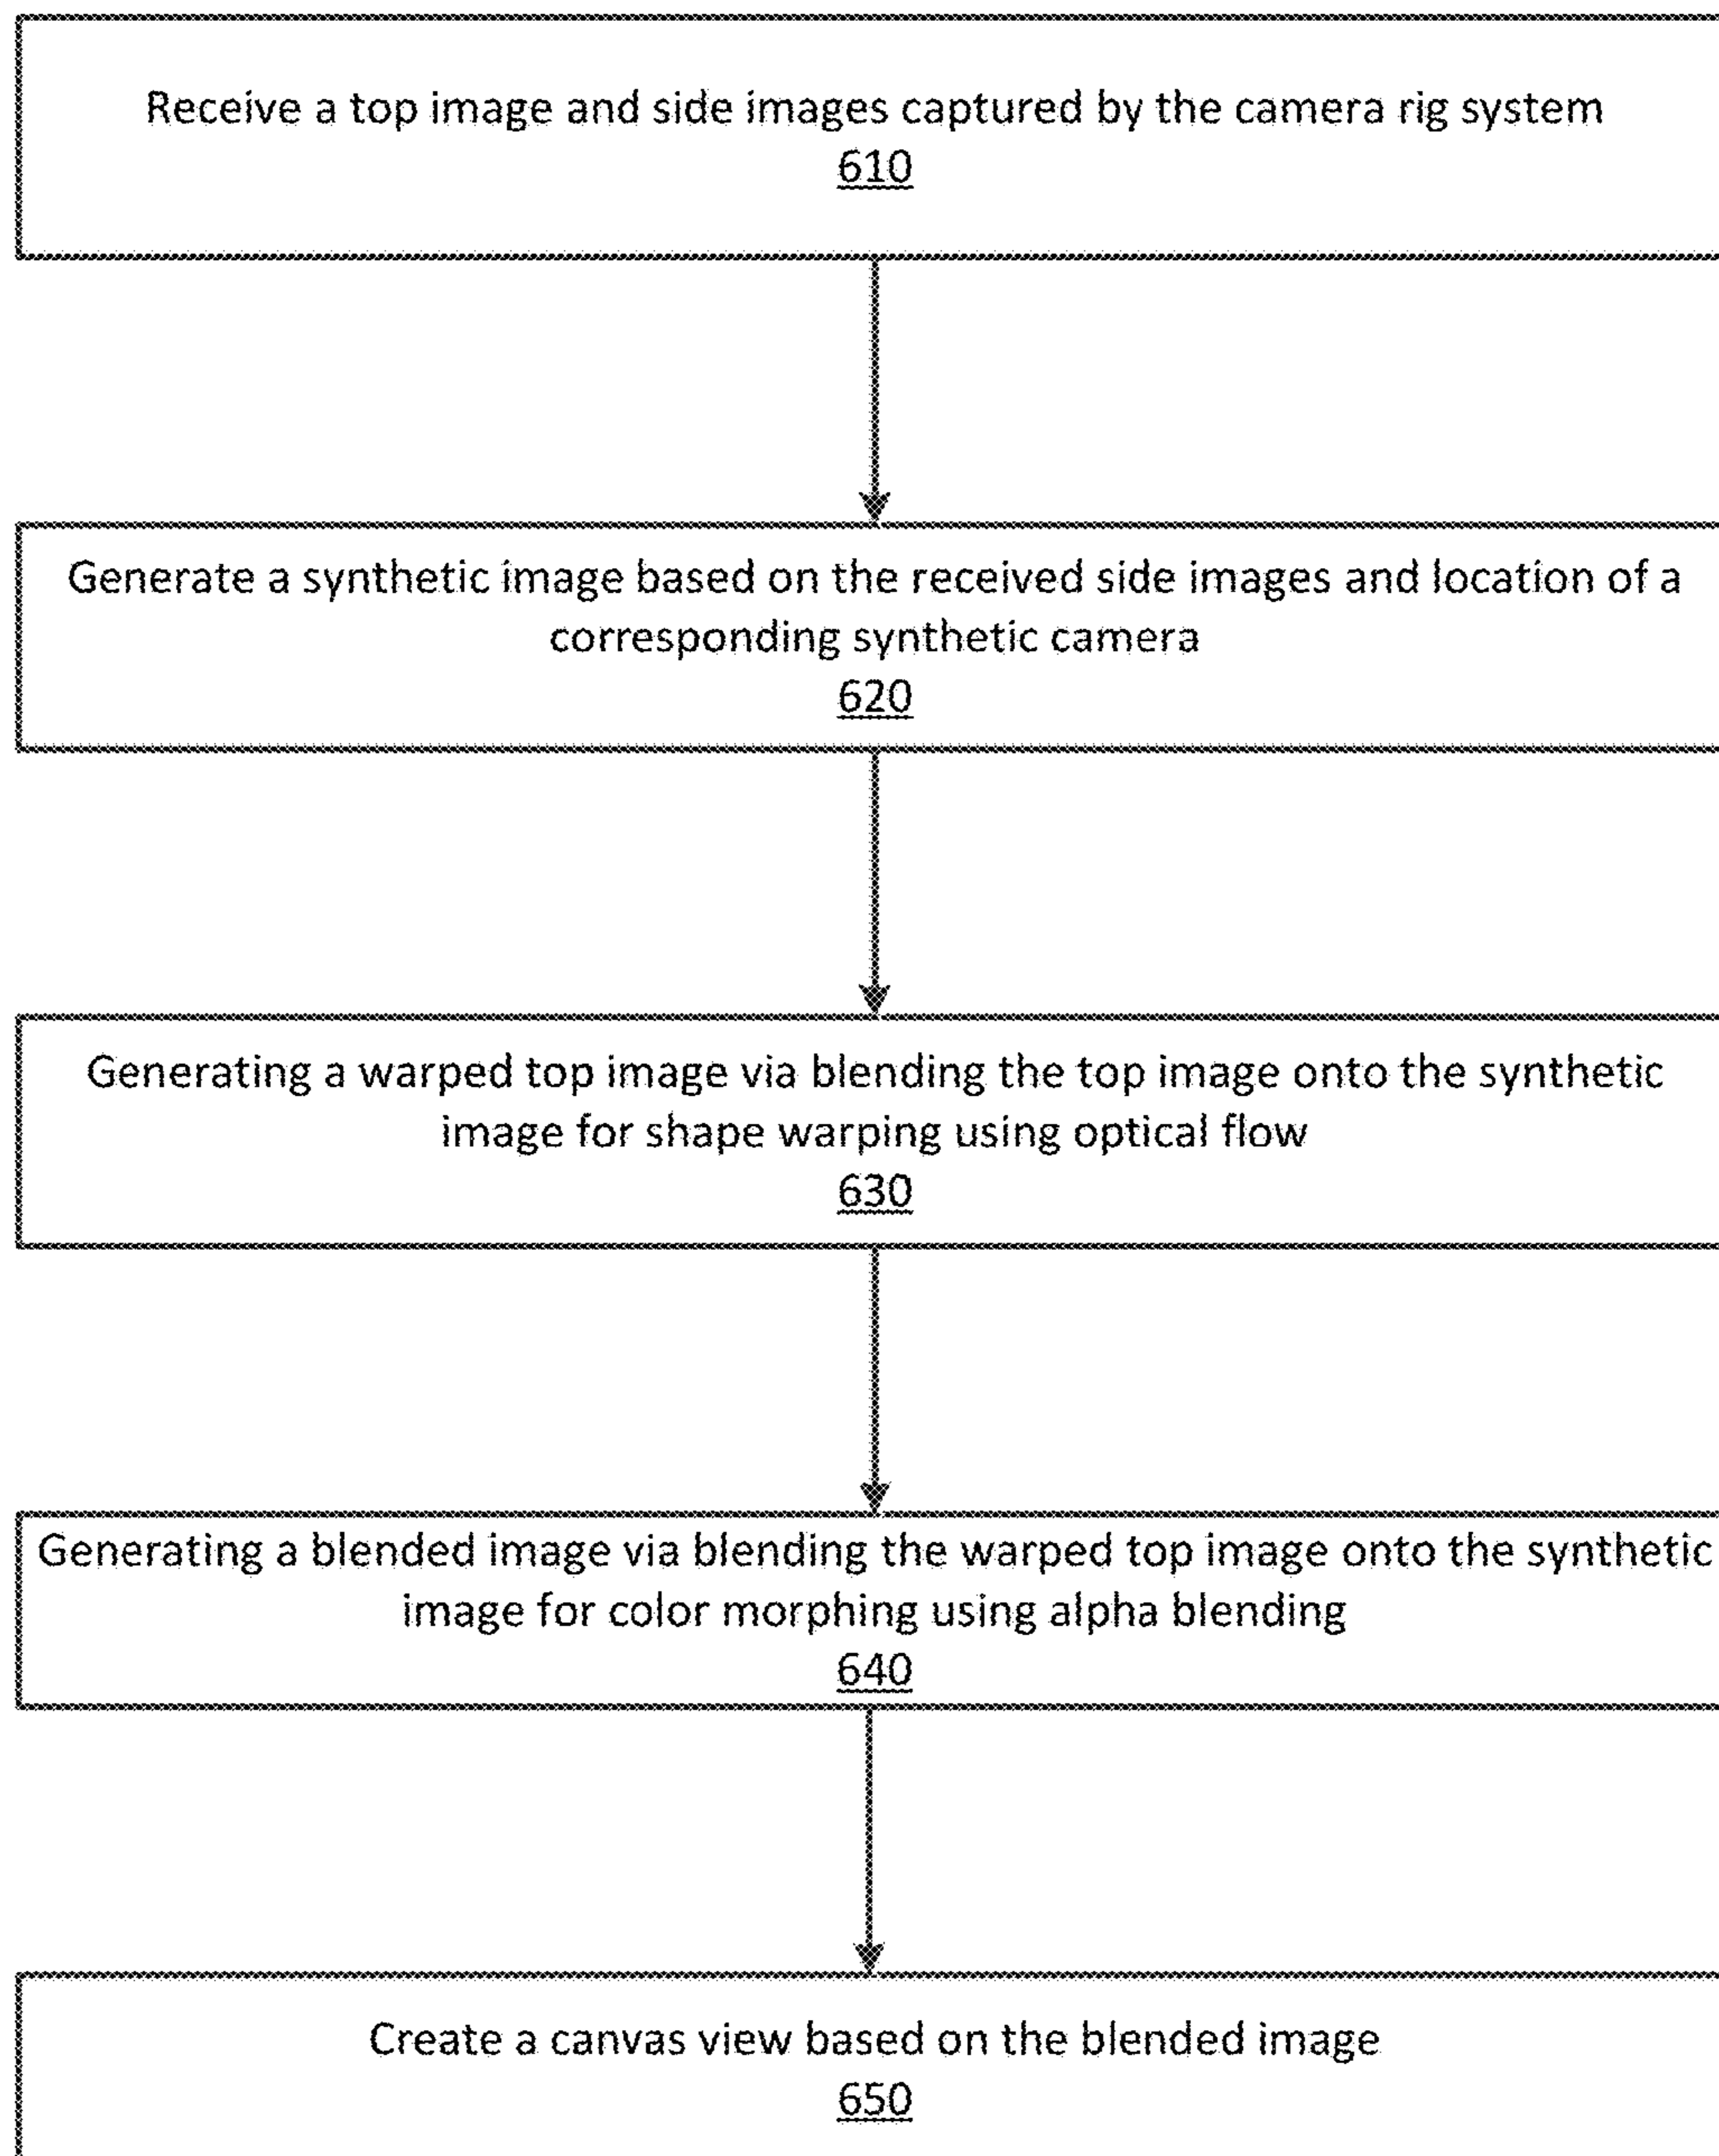 Receive a top image and side images captured by the camera rig system
610
Generate a synthetic image based on the received side images and location of a
corresponding synthetic camera
620
Generating a warped top image via blending the top image onto the synthetic
image for shape warping using optical flow
630
Generating a blended image via blending the warped top image onto the synthetic
image for color morphing using alpha blending
640
Create a canvas view based on the blended image
650